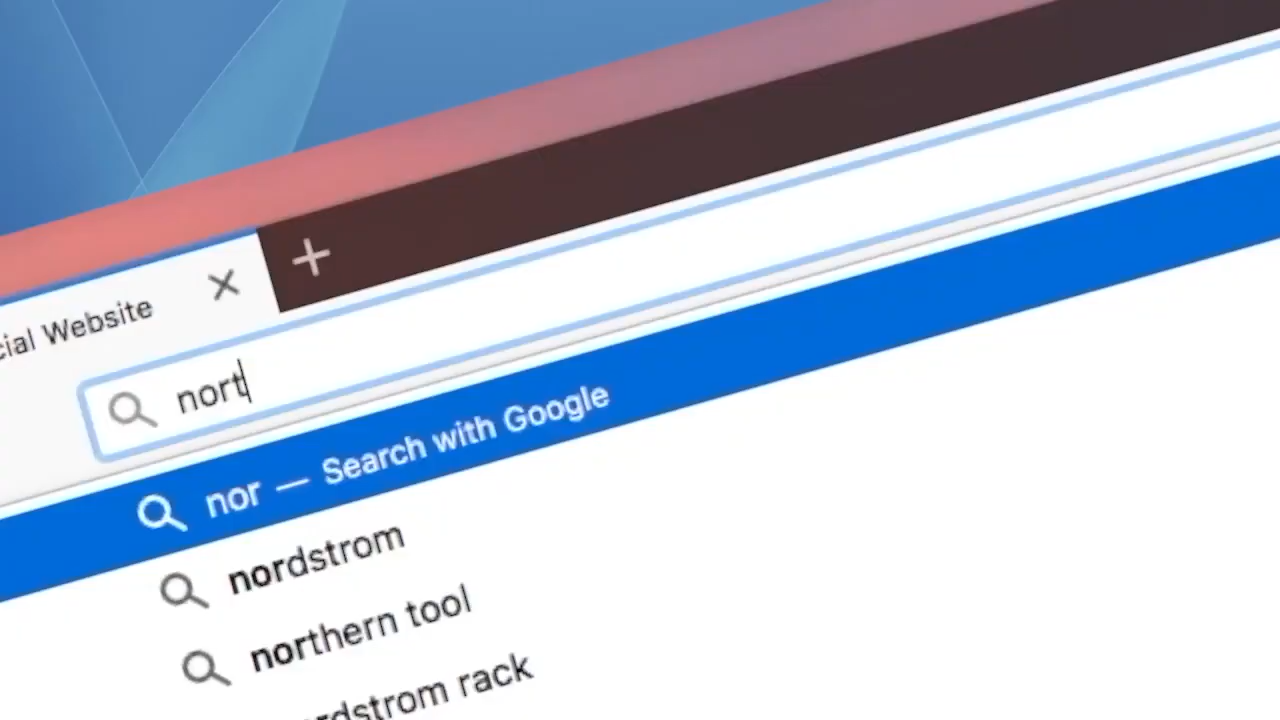 cial Website
nort
nor — Search with Google
nordstrom
northern tool
rdstrom rack